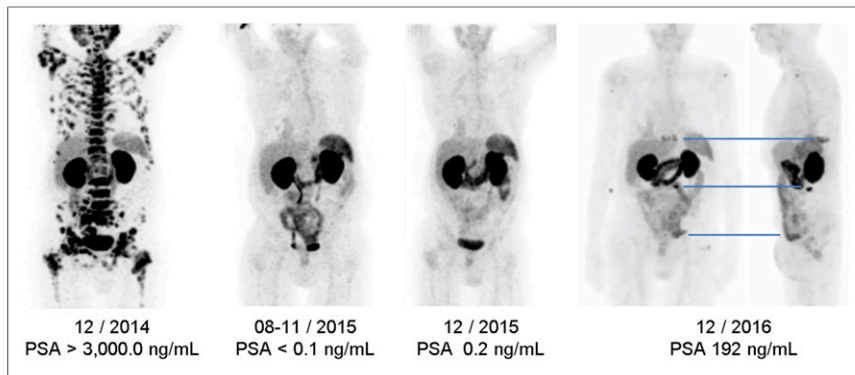 12 / 2014
PSA > 3,000.0 ng/mL
08-11 / 2015
PSA < 0.1 ng/mL
12 / 2015
PSA 0.2 ng/mL
12 / 2016
PSA 192 ng/mL